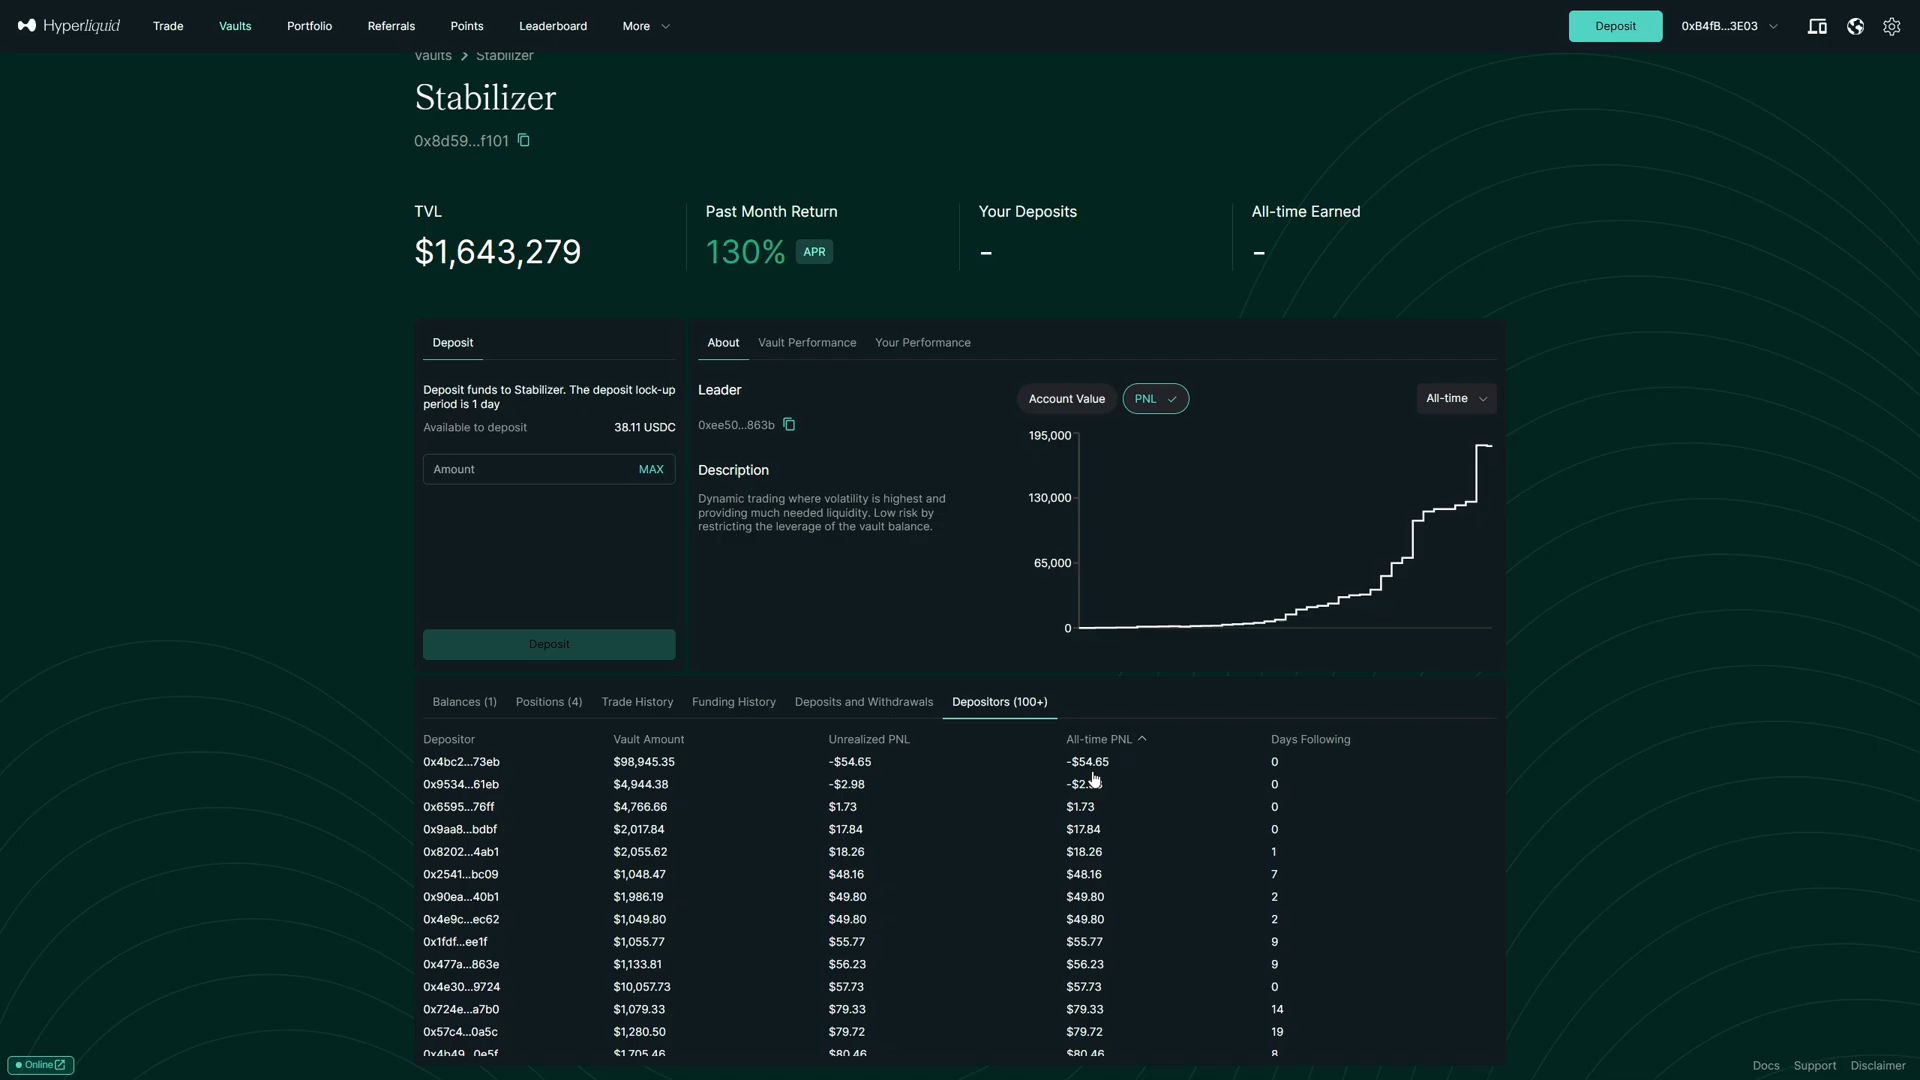 Hyperliquid
Trade
Vaults
Portfolio
Referrals
Points
Leaderboard
More
Deposit
0xB4fB...3E03
Vaults > Stabilizer
Stabilizer
0x8d59...f101
TVL
$1,643,279
Past Month Return
130% APR
Your Deposits
-
All-time Earned
-
Deposit
Deposit funds to Stabilizer. The deposit lock-up
period is 1 day
Available to deposit 38.11 USDC
Amount MAX
Deposit
About
Vault Performance
Your Performance
Leader
0xee50...863b
Description
Dynamic trading where volatility is highest and
providing much needed liquidity. Low risk by
restricting the leverage of the vault balance.
Account Value
PNL
All-time
195,000
130,000
65,000
0
Balances (1)
Positions (4)
Trade History
Funding History
Deposits and Withdrawals
Depositors (100+)
Depositor Vault Amount Unrealized PNL All-time PNL Days Following
0x4bc2...73eb $98,945.35 -$54.65 -$54.65 0
0x9534...61eb $4,944.38 -$2.98 0
0x6595...76ff $4,766.66 $1.73 $1.73 0
0x9aa8...bdbf $2,017.84 $17.84 $17.84 0
0x8202...4ab1 $2,055.62 $18.26 $18.26 1
0x2541...bc09 $1,048.47 $48.16 $48.16 7
0x90ea...40b1 $1,986.19 $49.80 $49.80 2
0x4e9c...ec62 $1,049.80 $49.80 $49.80 2
0x1fdf...ee1f $1,055.77 $55.77 $55.77 9
0x477a...863e $1,133.81 $56.23 $56.23 9
0x4e30...9724 $10,057.73 $57.73 $57.73 0
0x724e...a7b0 $1,079.33 $79.33 $79.33 14
0x57c4...0a5c $1,280.50 $79.72 $79.72 19
0x4b49...0e5f $1,705.46 $80.46 $80.46 8
Online
Docs
Support
Disclaimer